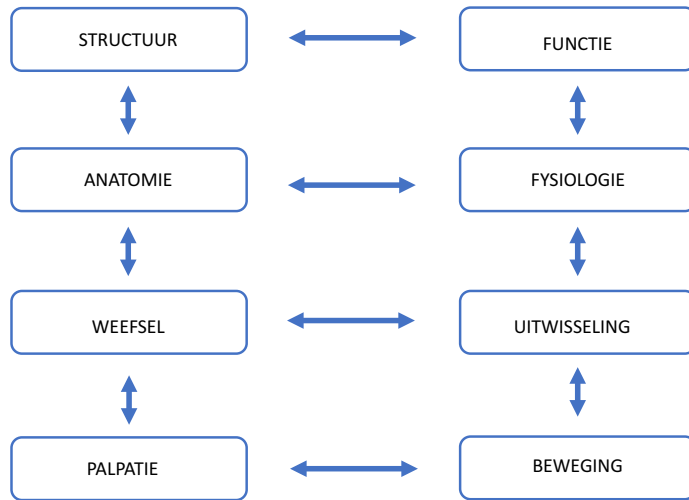 STRUCTUUR
FUNCTIE
ANATOMIE
FYSIOLOGIE
WEEFSEL
UITWISSELING
PALPATIE
BEWEGING